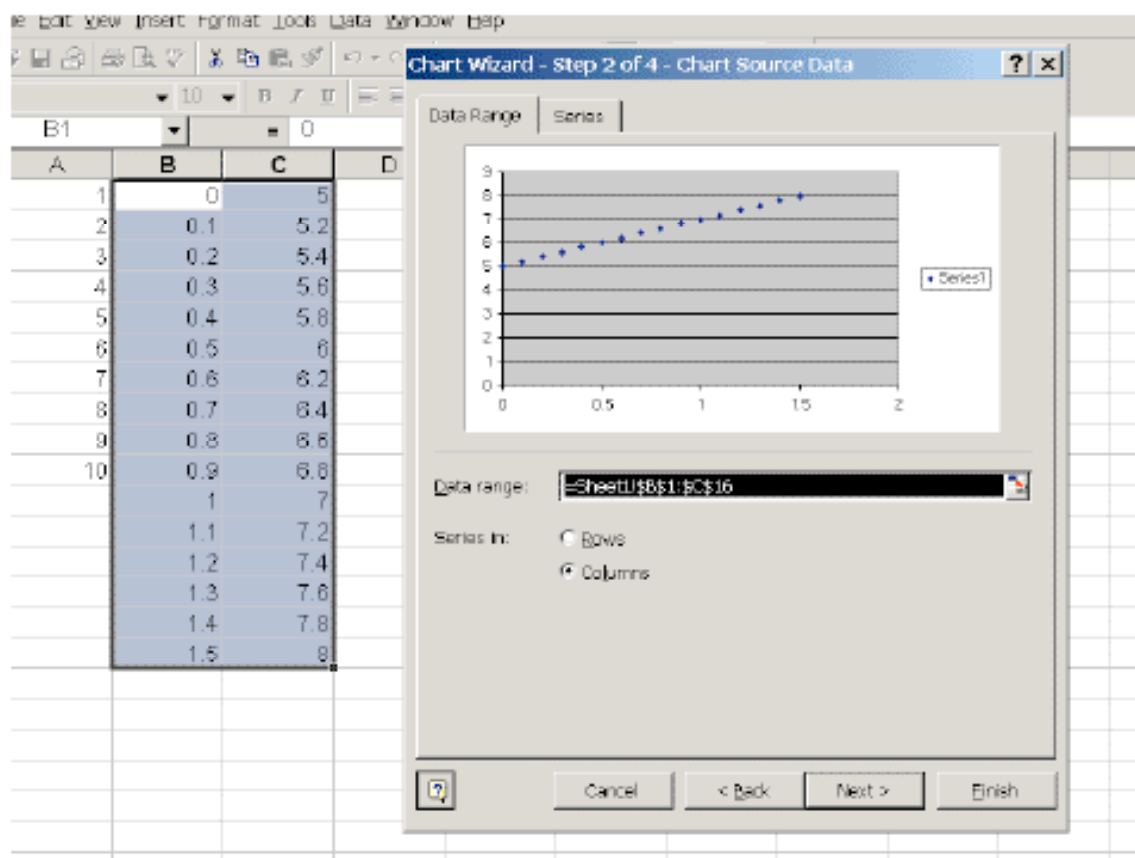 Edit View Insert Format Tools Data Window Help
10 B I U
B1 = 0
A B C D
1 0 5
2 0.1 5.2
3 0.2 5.4
4 0.3 5.6
5 0.4 5.8
6 0.5 6
7 0.6 6.2
8 0.7 6.4
9 0.8 6.6
10 0.9 6.8
1 7
1.1 7.2
1.2 7.4
1.3 7.6
1.4 7.8
1.5 8
Chart Wizard - Step 2 of 4 - Chart Source Data
Data Range Series
9
8
7
6
5
4
3
2
1
0
0 0.5 1 1.5 2
Series1
Data range: =Sheet1!$B$1:$C$16
Series in: Rows
Columns
Cancel < Back Next > Finish